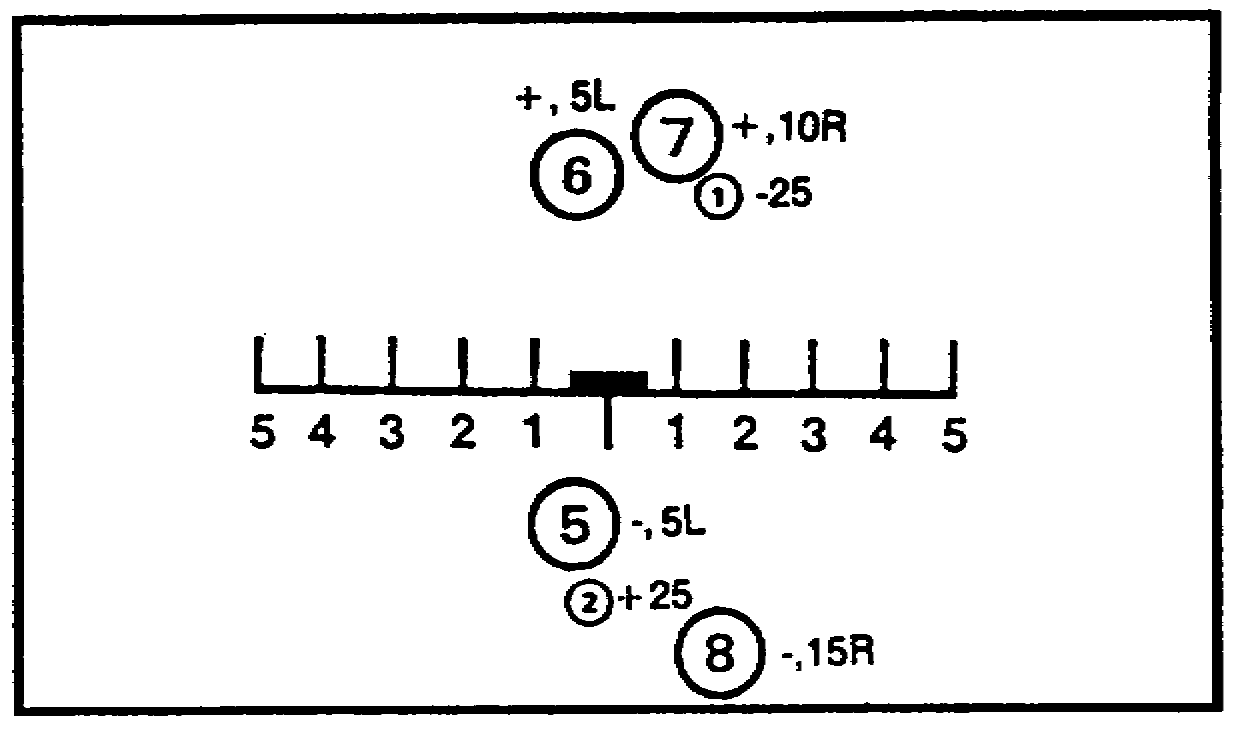 +, 5L
7 +,10R
6
1 -25
5 4 3 2 1 1 2 3 4 5
5 -, 5L
2 +25
8 -,15R